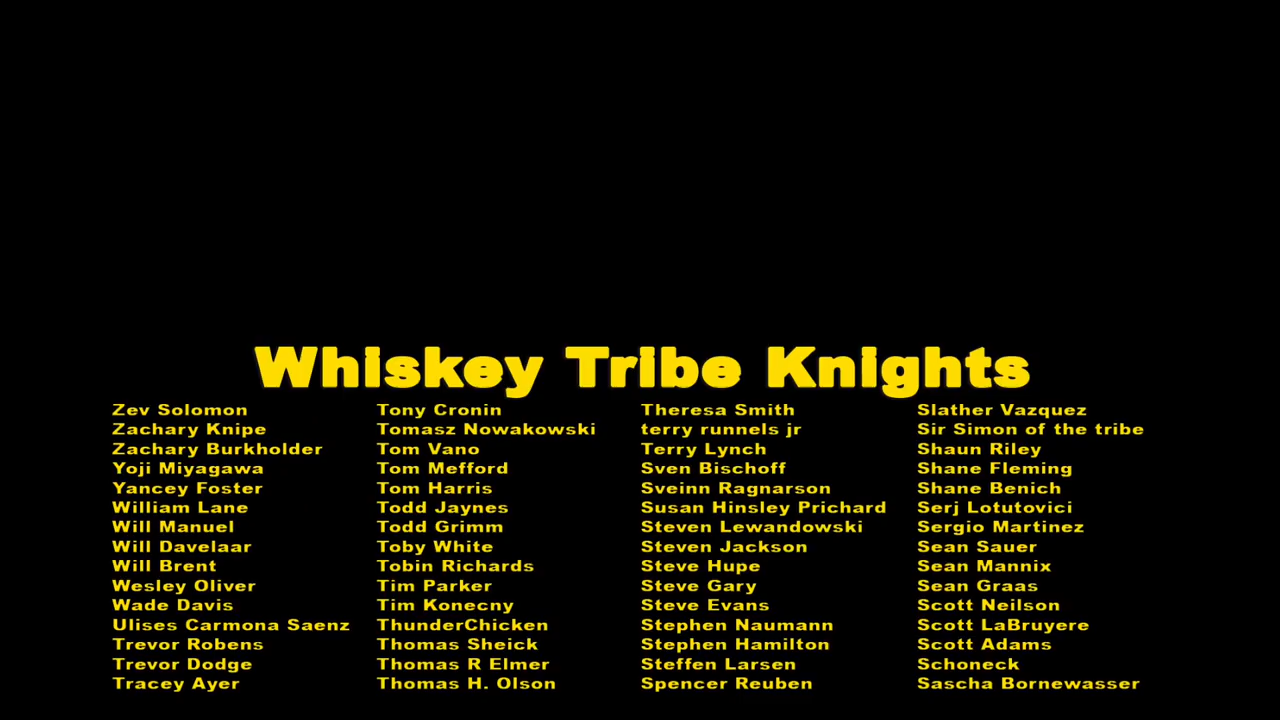 Whiskey Tribe Knights
Zev Solomon
Zachary Knipe
Zachary Burkholder
Yoji Miyagawa
Yancey Foster
William Lane
Will Manuel
Will Davelaar
Will Brent
Wesley Oliver
Wade Davis
Ulises Carmona Saenz
Trevor Robens
Trevor Dodge
Tracey Ayer
Tony Cronin
Tomasz Nowakowski
Tom Vano
Tom Mefford
Tom Harris
Todd Jaynes
Todd Grimm
Toby White
Tobin Richards
Tim Parker
Tim Konecny
ThunderChicken
Thomas Sheick
Thomas R Elmer
Thomas H. Olson
Theresa Smith
terry runnels jr
Terry Lynch
Sven Bischoff
Sveinn Ragnarson
Susan Hinsley Prichard
Steven Lewandowski
Steven Jackson
Steve Hupe
Steve Gary
Steve Evans
Stephen Naumann
Stephen Hamilton
Steffen Larsen
Spencer Reuben
Slather Vazquez
Sir Simon of the tribe
Shaun Riley
Shane Fleming
Shane Benich
Serj Lotutovici
Sergio Martinez
Sean Sauer
Sean Mannix
Sean Graas
Scott Neilson
Scott LaBruyere
Scott Adams
Schoneck
Sascha Bornewasser